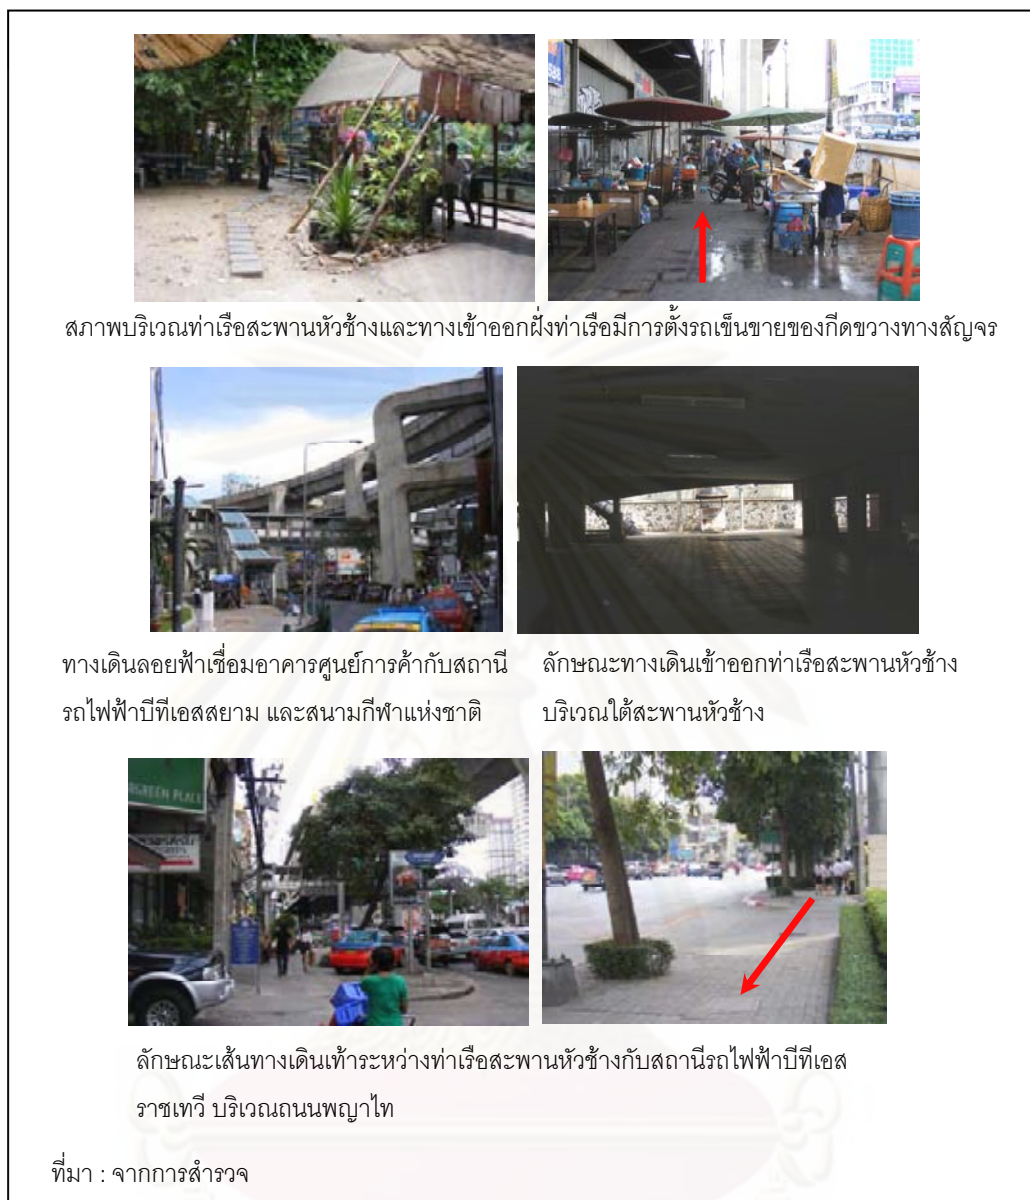 588
สภาพบริเวณท่าเรือสะพานหัวช้างและทางเข้าออกฝั่งท่าเรือมีการตั้งรถเข็นขายของกีดขวางทางสัญจร
ทางเดินลอยฟ้าเชื่อมอาคารศูนย์การค้ากับสถานี
รถไฟฟ้าบีทีเอสสยาม และสนามกีฬาแห่งชาติ
ลักษณะทางเดินเข้าออกท่าเรือสะพานหัวช้าง
บริเวณใต้สะพานหัวช้าง
RGREEN PLACE
ลักษณะเส้นทางเดินเท้าระหว่างท่าเรือสะพานหัวช้างกับสถานีรถไฟฟ้าบีทีเอส
ราชเทวี บริเวณถนนพญาไท
ที่มา : จากการสำรวจ